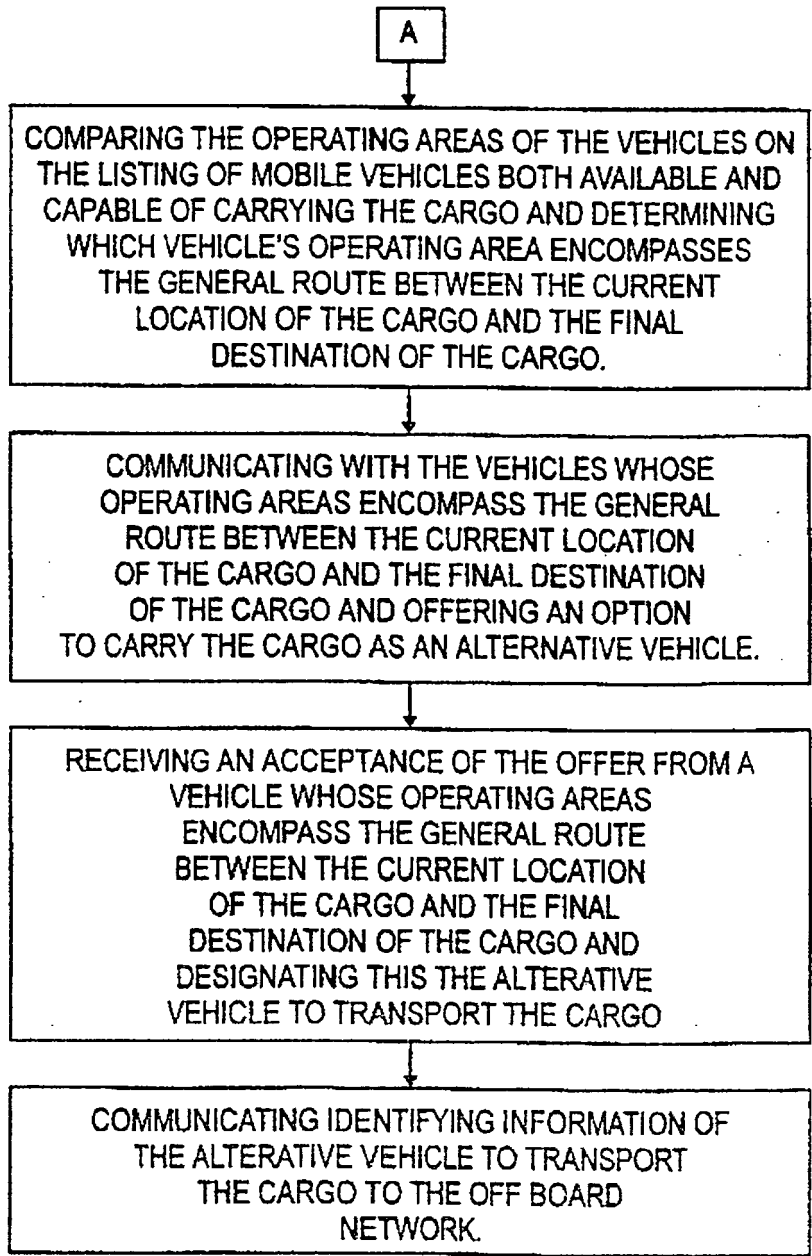 A
COMPARING THE OPERATING AREAS OF THE VEHICLES ON
THE LISTING OF MOBILE VEHICLES BOTH AVAILABLE AND
CAPABLE OF CARRYING THE CARGO AND DETERMINING
WHICH VEHICLE'S OPERATING AREA ENCOMPASSES
THE GENERAL ROUTE BETWEEN THE CURRENT
LOCATION OF THE CARGO AND THE FINAL
DESTINATION OF THE CARGO.
COMMUNICATING WITH THE VEHICLES WHOSE
OPERATING AREAS ENCOMPASS THE GENERAL
ROUTE BETWEEN THE CURRENT LOCATION
OF THE CARGO AND THE FINAL DESTINATION
OF THE CARGO AND OFFERING AN OPTION
TO CARRY THE CARGO AS AN ALTERNATIVE VEHICLE.
RECEIVING AN ACCEPTANCE OF THE OFFER FROM A
VEHICLE WHOSE OPERATING AREAS
ENCOMPASS THE GENERAL ROUTE
BETWEEN THE CURRENT LOCATION
OF THE CARGO AND THE FINAL
DESTINATION OF THE CARGO AND
DESIGNATING THIS THE ALTERATIVE
VEHICLE TO TRANSPORT THE CARGO
COMMUNICATING IDENTIFYING INFORMATION OF
THE ALTERATIVE VEHICLE TO TRANSPORT
THE CARGO TO THE OFF BOARD
NETWORK.